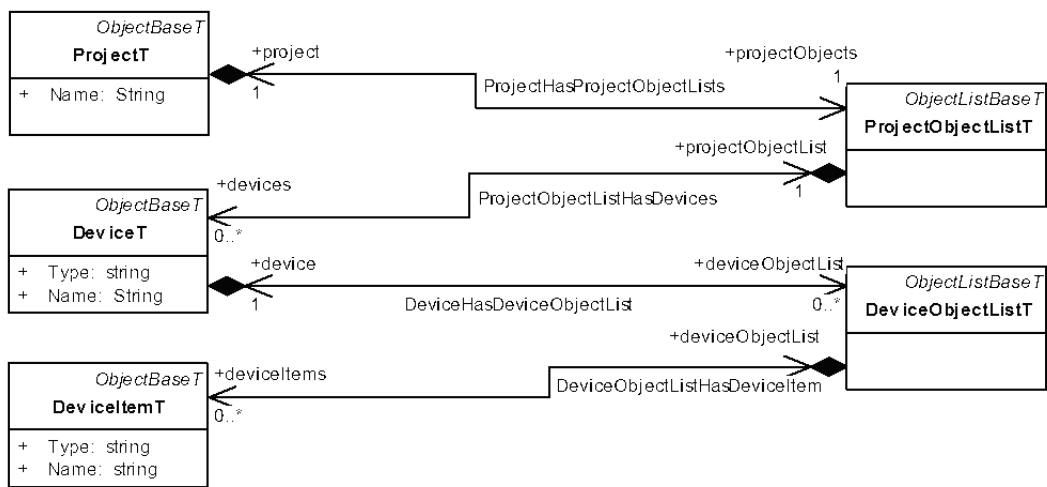 ObjectBaseT
ProjectT
+ Name: String
+project
1
ProjectHasProjectObjectLists
+projectObjects
1
ObjectListBaseT
ProjectObjectListT
+projectObjectList
1
ProjectObjectListHasDevices
+devices
0..*
ObjectBaseT
DeviceT
+ Type: string
+ Name: String
+device
1
DeviceHasDeviceObjectList
+deviceObjectList
0..*
ObjectListBaseT
DeviceObjectListT
+deviceObjectList
DeviceObjectListHasDeviceItem
+deviceItems
0..*
ObjectBaseT
DeviceItemT
+ Type: string
+ Name: string